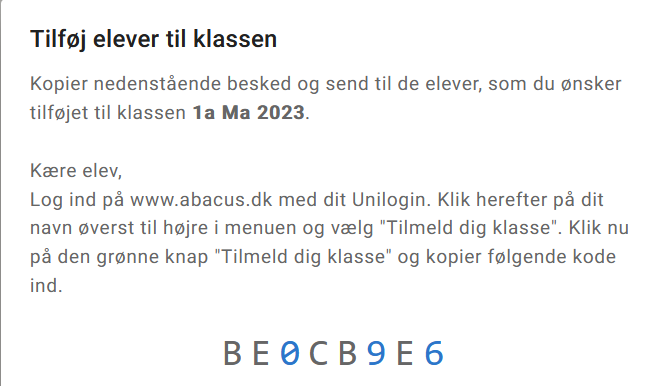 Tilføj elever til klassen
Kopier nedenstående besked og send til de elever, som du ønsker
tilføjet til klassen 1a Ma 2023.
Kære elev,
Log ind på www.abacus.dk med dit Unilogin. Klik herefter på dit
navn øverst til højre i menuen og vælg "Tilmeld dig klasse". Klik nu
på den grønne knap "Tilmeld dig klasse" og kopier følgende kode
ind.
BE0CB9E6